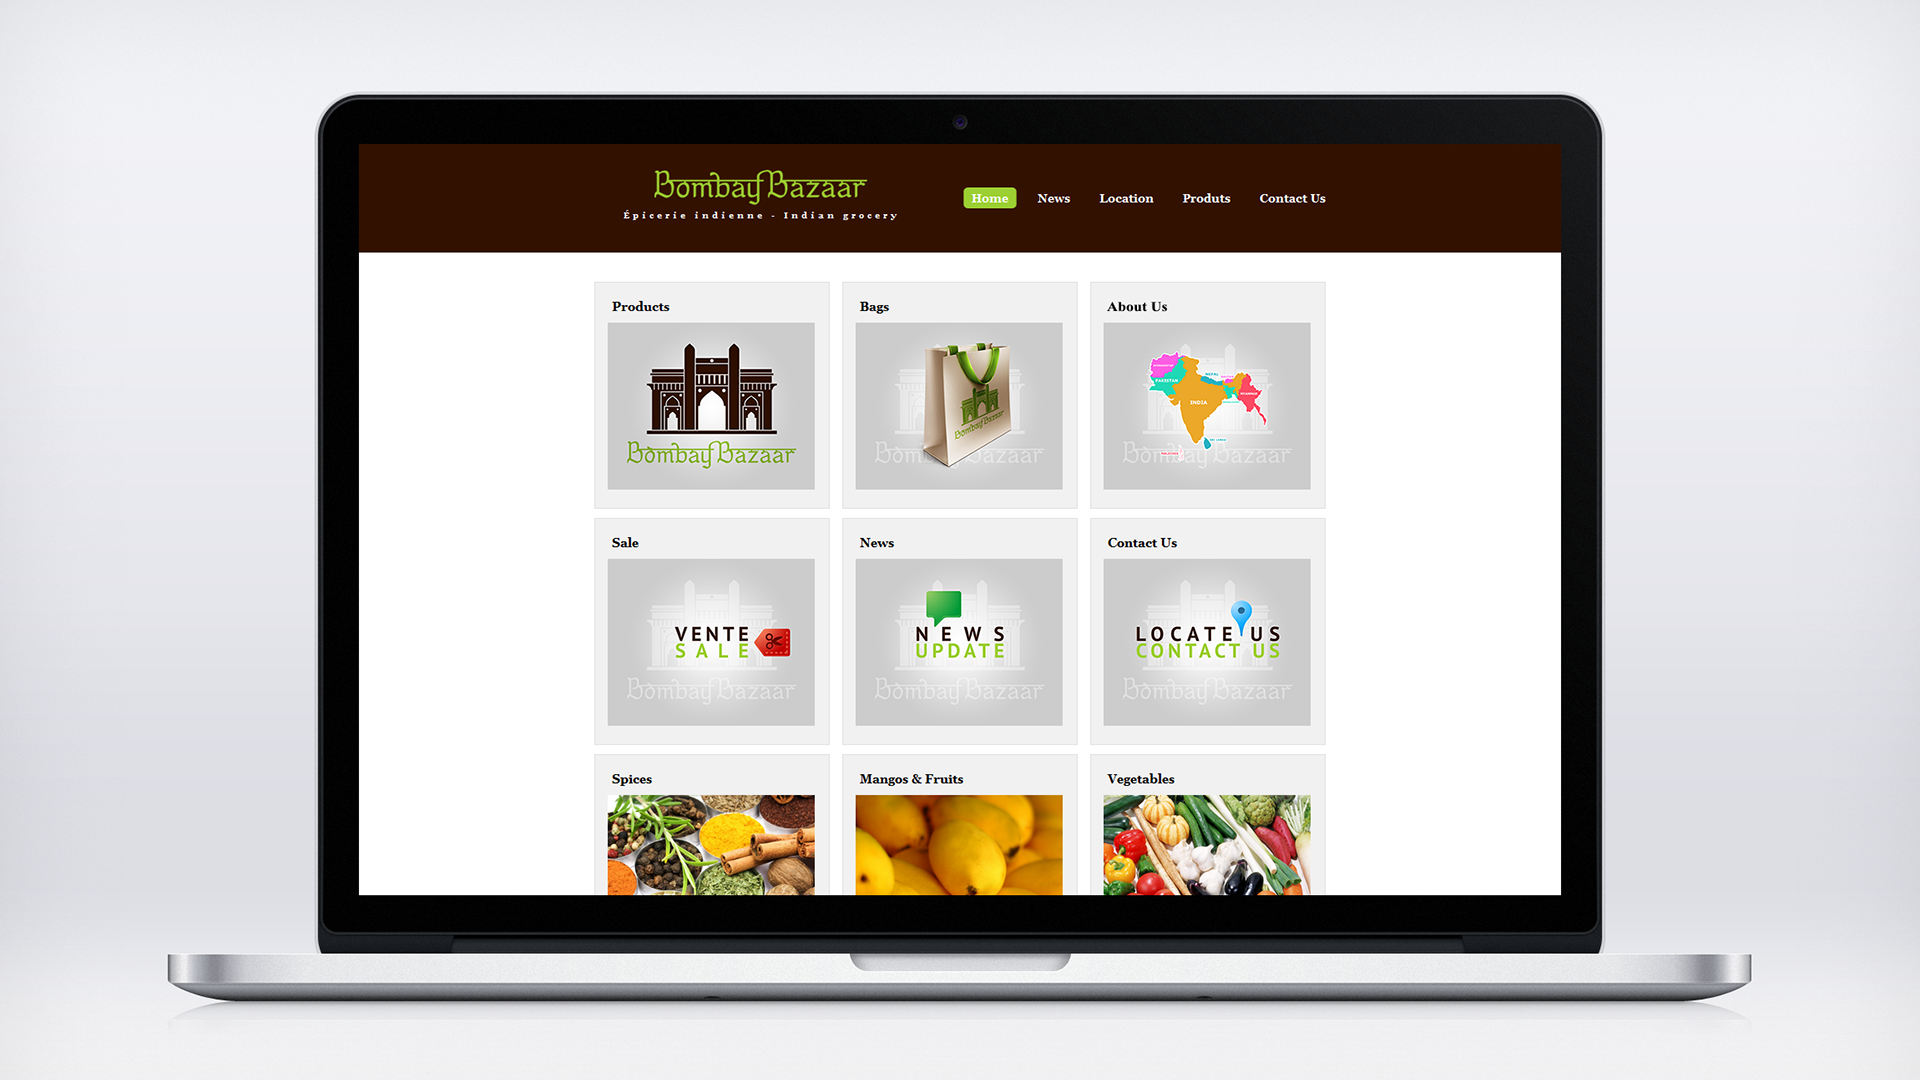 Bombay Bazaar
Épicerie indienne - Indian grocery
Home News Location Produts Contact Us
Products
Bags
About Us
Bombay Bazaar
Bombay Bazaar
Bombay Bazaar
PAKISTAN
NEPAL
INDIA
Bombay Bazaar
Sale
News
Contact Us
VENTE
SALE
Bombay Bazaar
NEWS
UPDATE
Bombay Bazaar
LOCATE US
CONTACT US
Bombay Bazaar
Spices
Mangos & Fruits
Vegetables